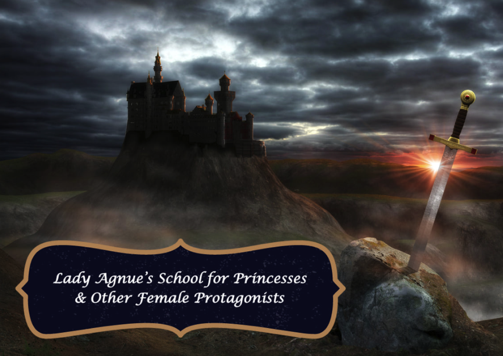 Lady Agnue's School for Princesses
& Other Female Protagonists